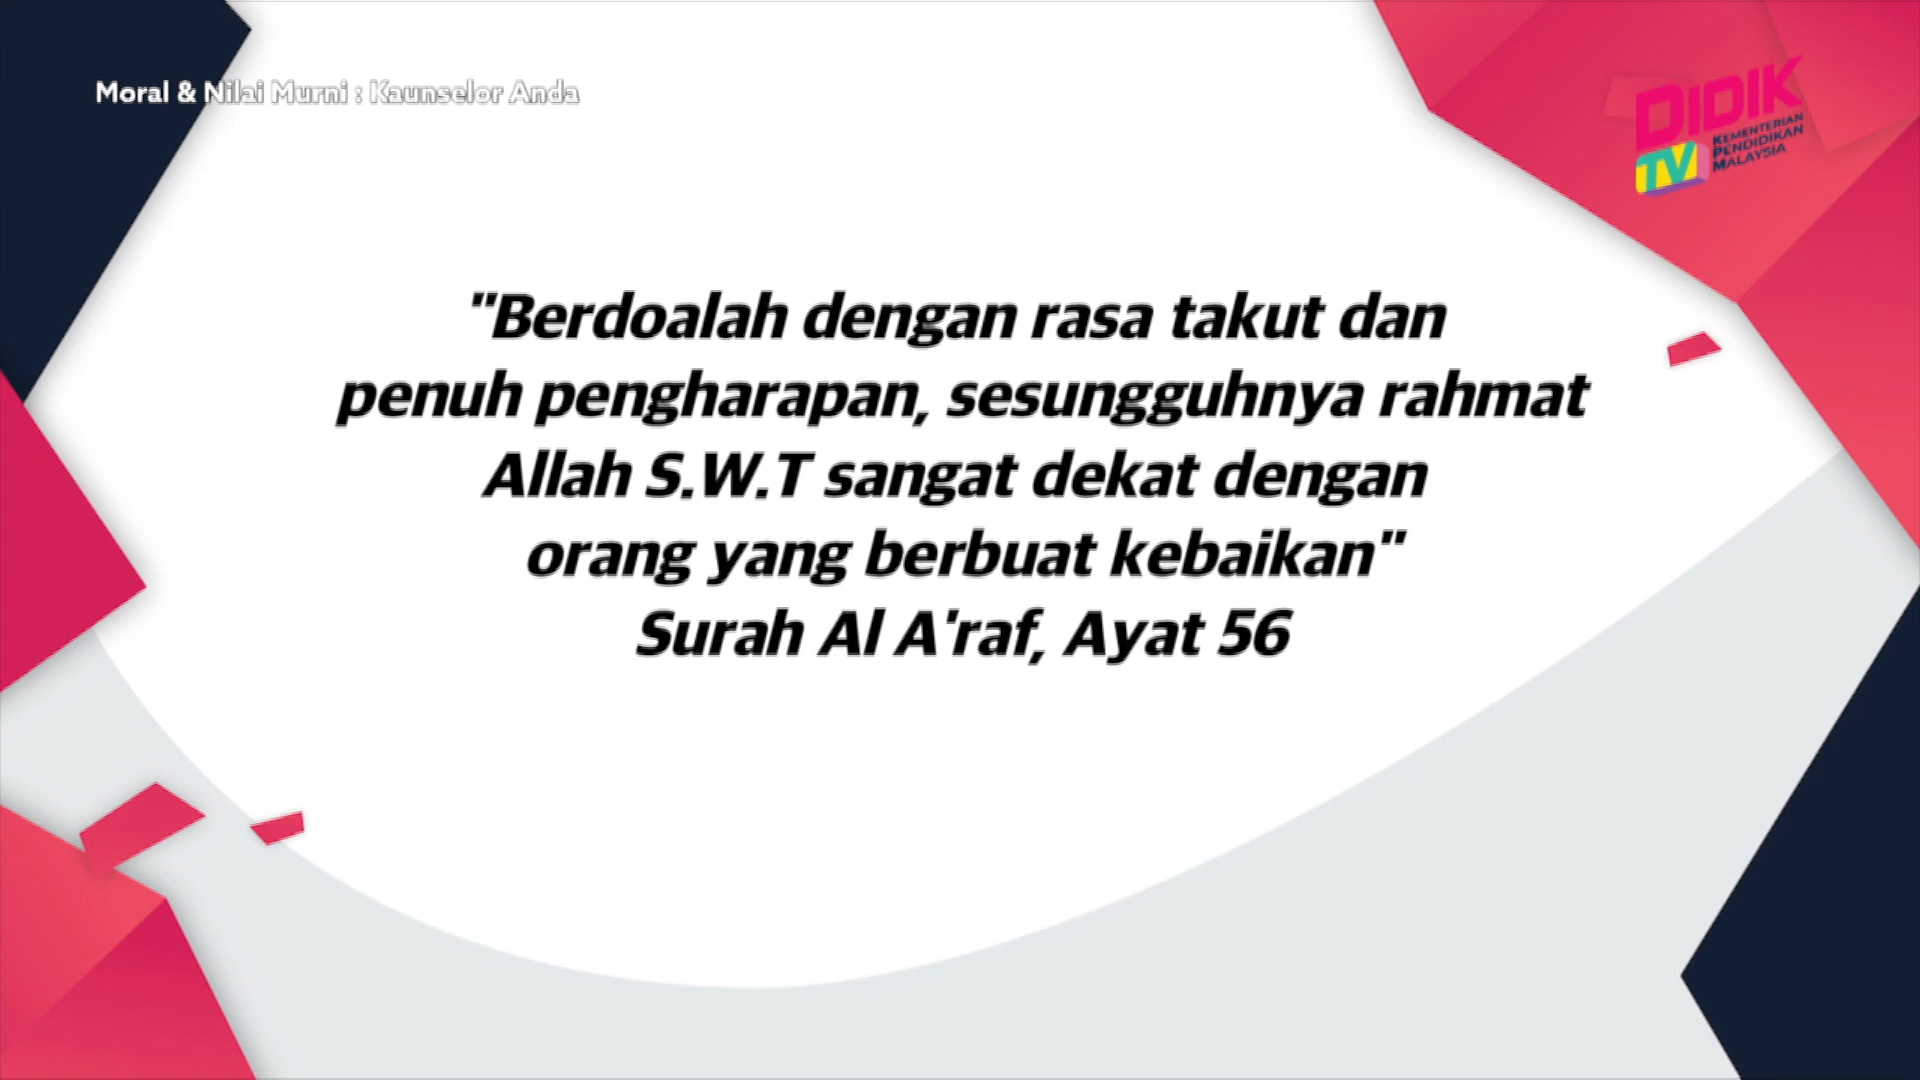 Moral & Nilai Murni : Kaunselor Anda
DIDIK
TV
KEMENTERIAN
PENDIDIKAN
MALAYSIA
"Berdoalah dengan rasa takut dan
penuh pengharapan, sesungguhnya rahmat
Allah S.W.T sangat dekat dengan
orang yang berbuat kebaikan"
Surah Al A'raf, Ayat 56